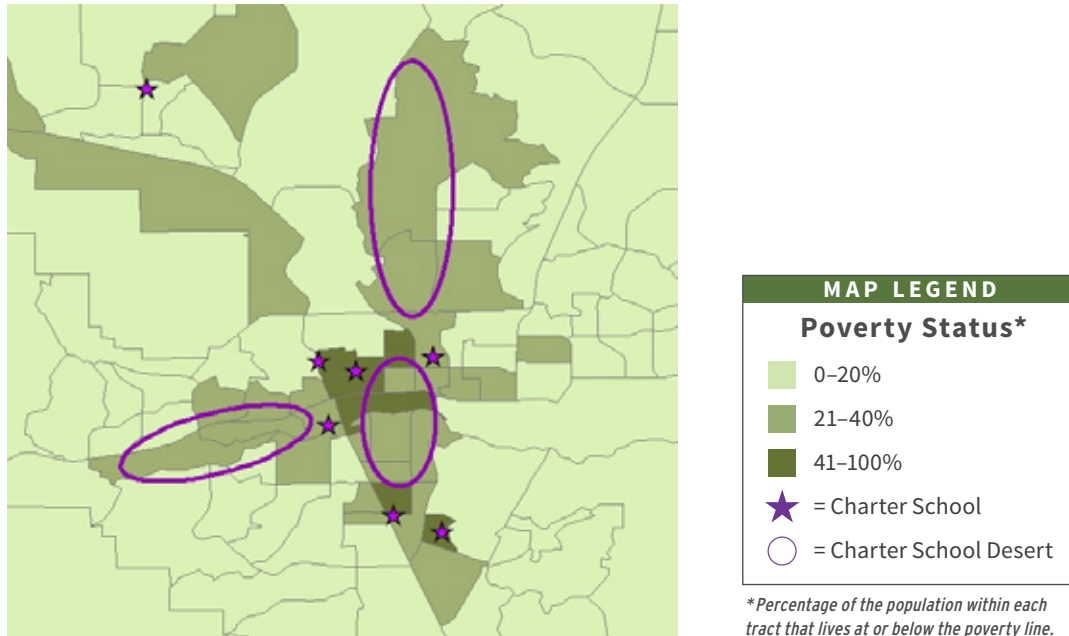 MAP LEGEND
Poverty Status*
0–20%
21–40%
41–100%
= Charter School
= Charter School Desert
*Percentage of the population within each
tract that lives at or below the poverty line.